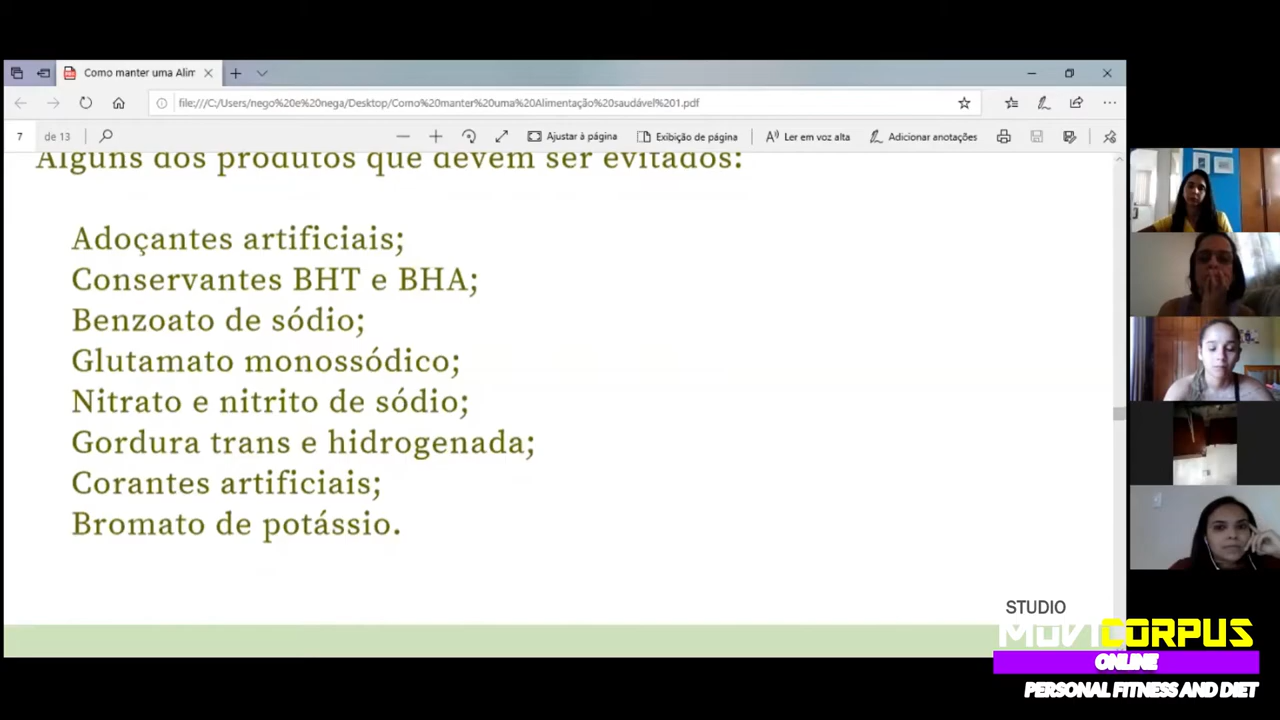 Como manter uma Alim
file:///C:/Users/nego%20e%20nega/Desktop/Como%20manter%20uma%20Alimentação%20saudável%201.pdf
7 de 13 Ajustar à página Exibição de página Ler em voz alta Adicionar anotações
Alguns dos produtos que devem ser evitados:
Adoçantes artificiais;
Conservantes BHT e BHA;
Benzoato de sódio;
Glutamato monossódico;
Nitrato e nitrito de sódio;
Gordura trans e hidrogenada;
Corantes artificiais;
Bromato de potássio.
STUDIO
MOVICORPUS
ONLINE
PERSONAL FITNESS AND DIET